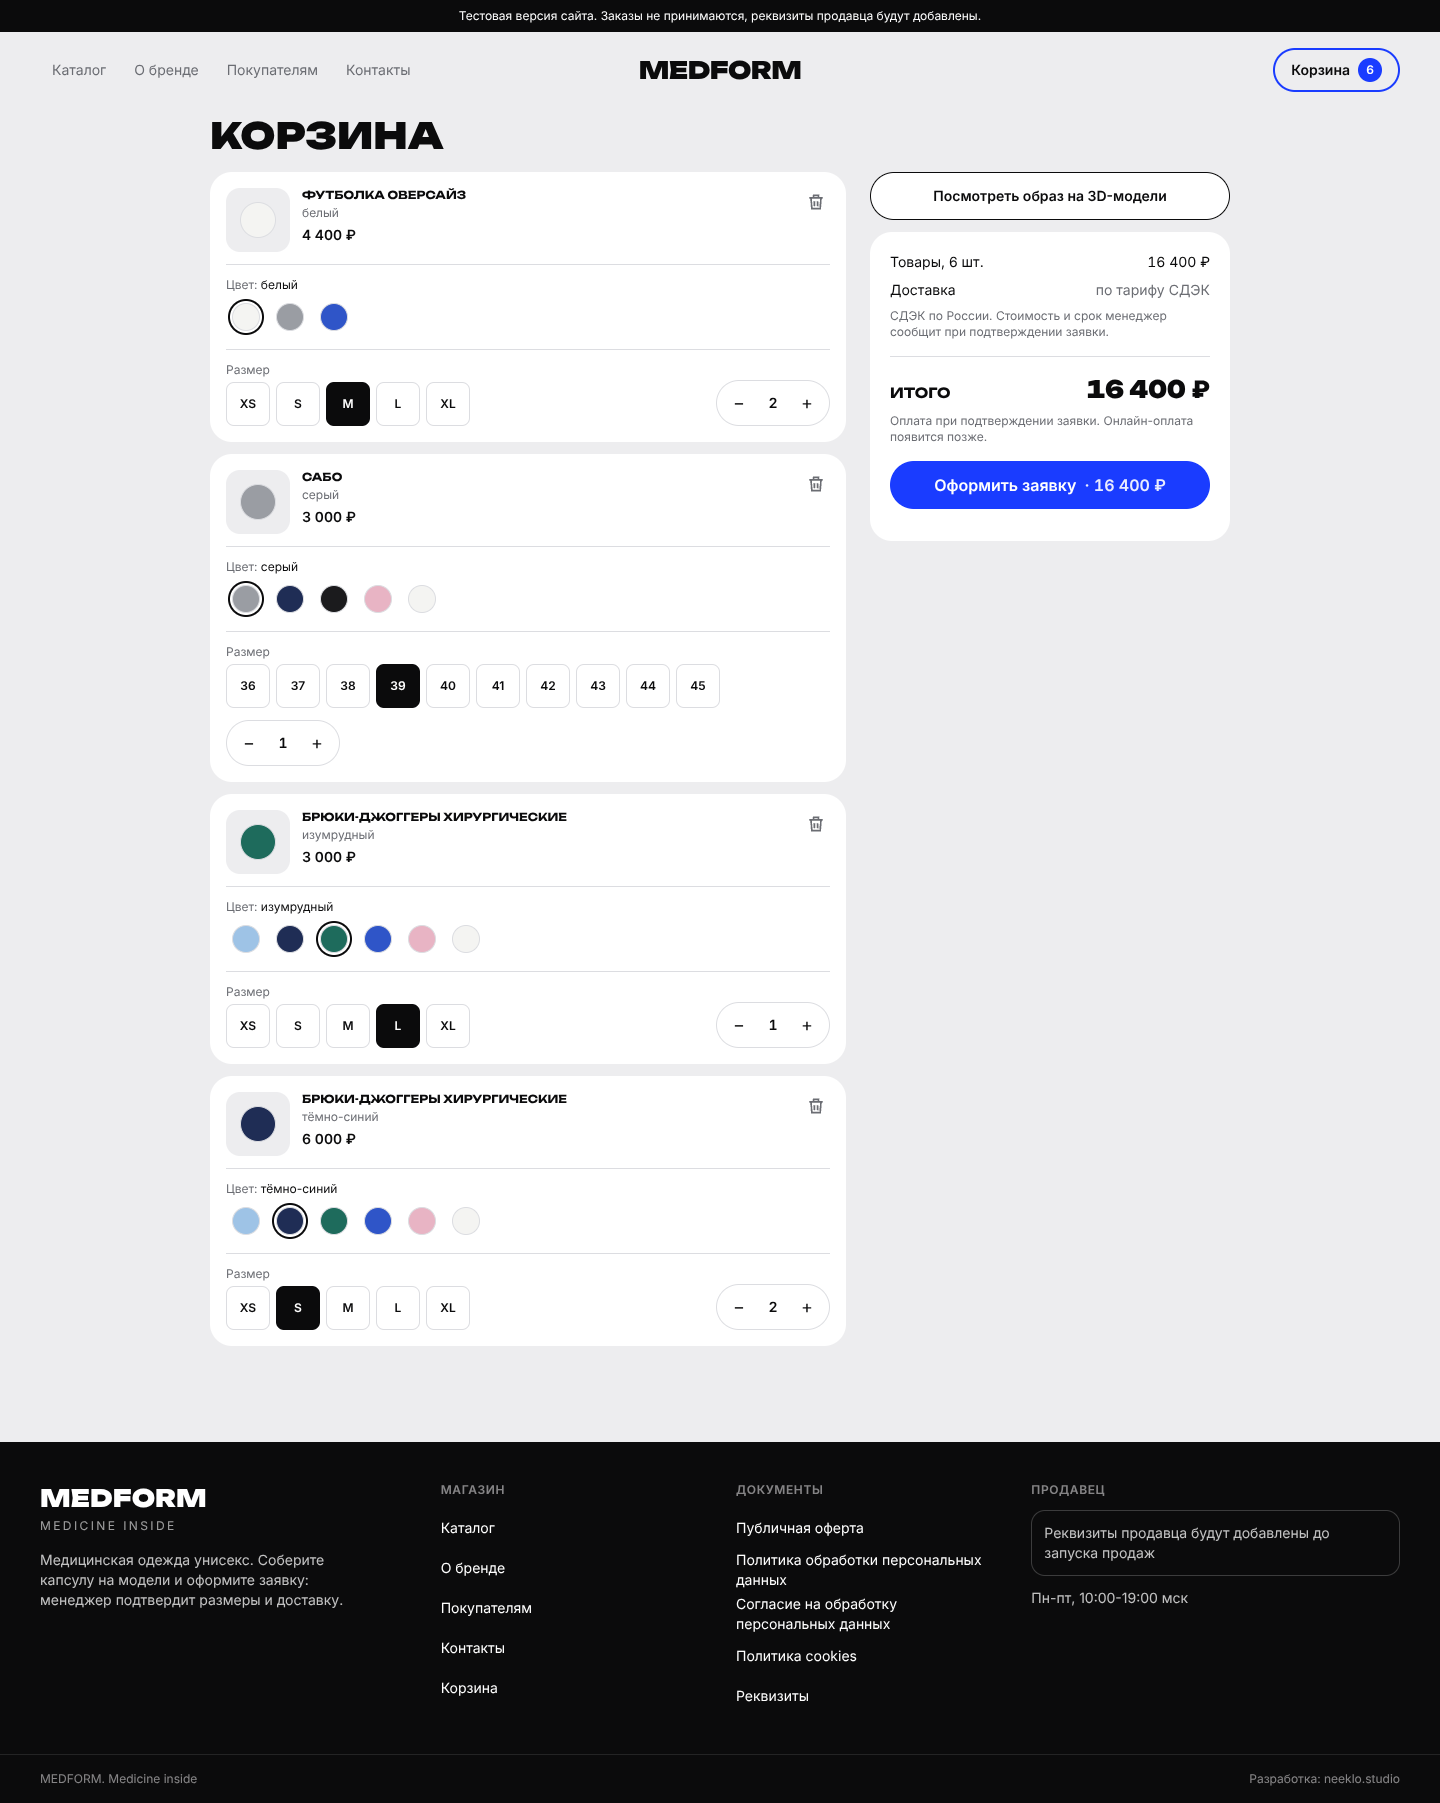 Тестовая версия сайта. Заказы не принимаются, реквизиты продавца будут добавлены.
Каталог О бренде Покупателям Контакты MEDFORM Корзина 6
КОРЗИНА
ФУТБОЛКА ОВЕРСАЙЗ
белый
4 400 ₽
Цвет: белый
Размер
XS S M L XL − 2 +
САБО
серый
3 000 ₽
Цвет: серый
Размер
36 37 38 39 40 41 42 43 44 45
− 1 +
БРЮКИ-ДЖОГГЕРЫ ХИРУРГИЧЕСКИЕ
изумрудный
3 000 ₽
Цвет: изумрудный
Размер
XS S M L XL − 1 +
БРЮКИ-ДЖОГГЕРЫ ХИРУРГИЧЕСКИЕ
тёмно-синий
6 000 ₽
Цвет: тёмно-синий
Размер
XS S M L XL − 2 +
Посмотреть образ на 3D-модели
Товары, 6 шт. 16 400 ₽
Доставка по тарифу СДЭК
СДЭК по России. Стоимость и срок менеджер
сообщит при подтверждении заявки.
ИТОГО 16 400 ₽
Оплата при подтверждении заявки. Онлайн-оплата
появится позже.
Оформить заявку · 16 400 ₽
MEDFORM
MEDICINE INSIDE
Медицинская одежда унисекс. Соберите
капсулу на модели и оформите заявку:
менеджер подтвердит размеры и доставку.
МАГАЗИН
Каталог
О бренде
Покупателям
Контакты
Корзина
ДОКУМЕНТЫ
Публичная оферта
Политика обработки персональных
данных
Согласие на обработку
персональных данных
Политика cookies
Реквизиты
ПРОДАВЕЦ
Реквизиты продавца будут добавлены до
запуска продаж
Пн-пт, 10:00-19:00 мск
MEDFORM. Medicine inside
Разработка: neeklo.studio